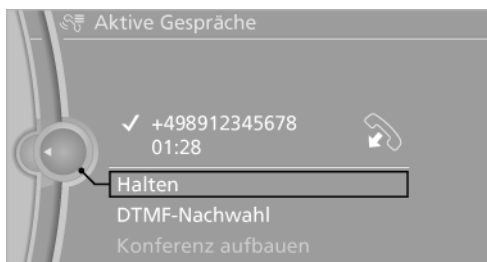 Aktive Gespräche
+498912345678
01:28
Halten
DTMF-Nachwahl
Konferenz aufbauen